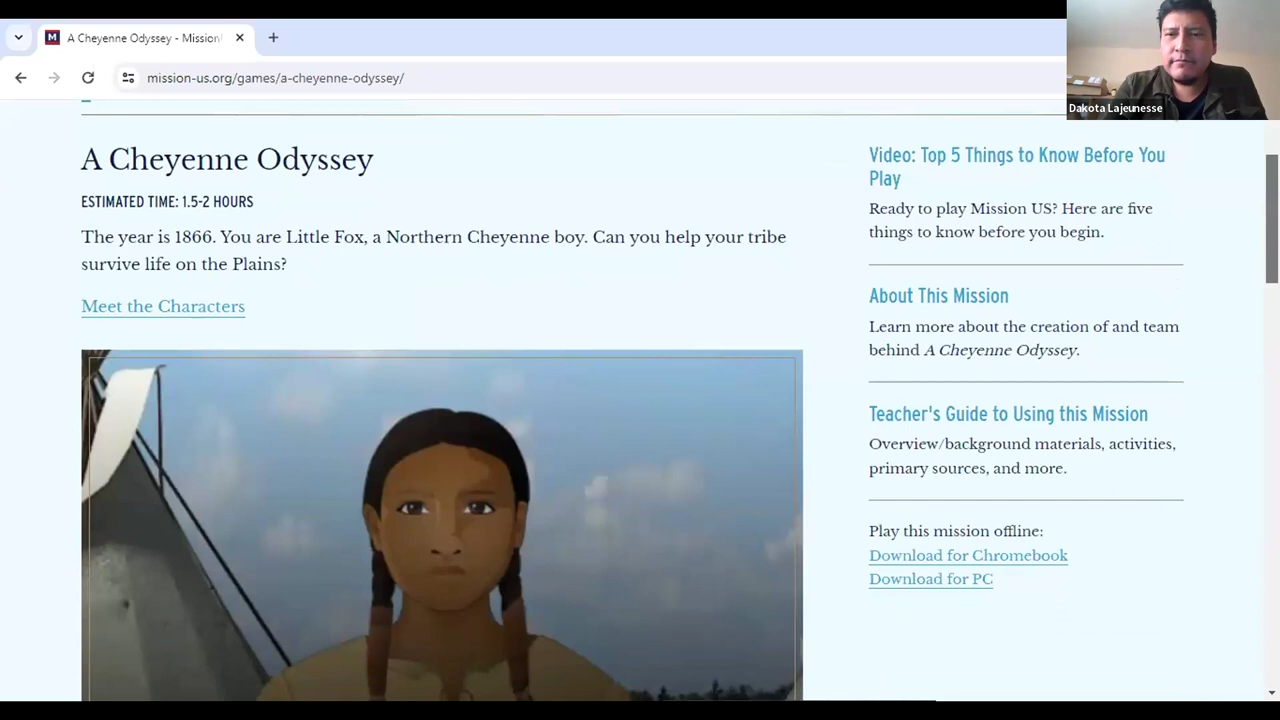 A Cheyenne Odyssey - Mission
mission-us.org/games/a-cheyenne-odyssey/
Dakota Lajeunesse
A Cheyenne Odyssey
ESTIMATED TIME: 1.5-2 HOURS
The year is 1866. You are Little Fox, a Northern Cheyenne boy. Can you help your tribe
survive life on the Plains?
Meet the Characters
Video: Top 5 Things to Know Before You
Play
Ready to play Mission US? Here are five
things to know before you begin.
About This Mission
Learn more about the creation of and team
behind A Cheyenne Odyssey.
Teacher's Guide to Using this Mission
Overview/background materials, activities,
primary sources, and more.
Play this mission offline:
Download for Chromebook
Download for PC